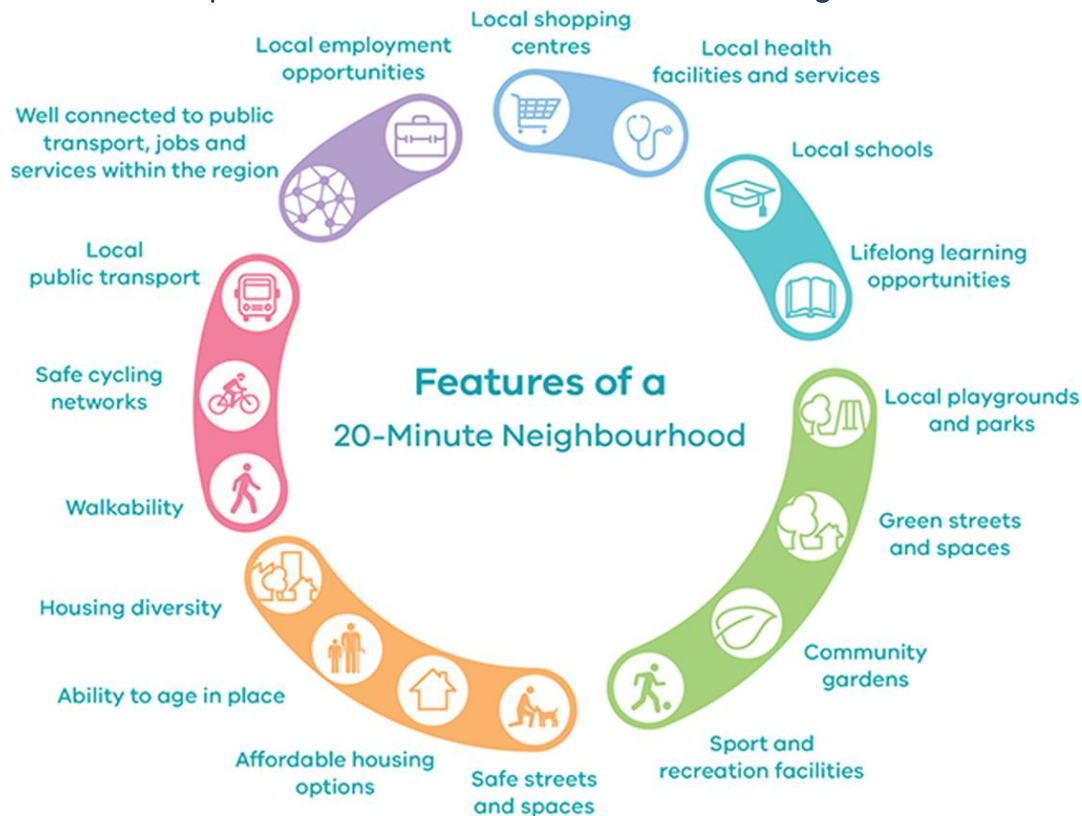 Local shopping
centres
Local health
facilities and services
Local schools
Lifelong learning
opportunities
Local playgrounds
and parks
Green streets
and spaces
Community
gardens
Sport and
recreation facilities
Safe streets
and spaces
Affordable housing
options
Ability to age in place
Housing diversity
Walkability
Safe cycling
networks
Local
public transport
Well connected to public
transport, jobs and
services within the region
Local employment
opportunities
Features of a
20-Minute Neighbourhood